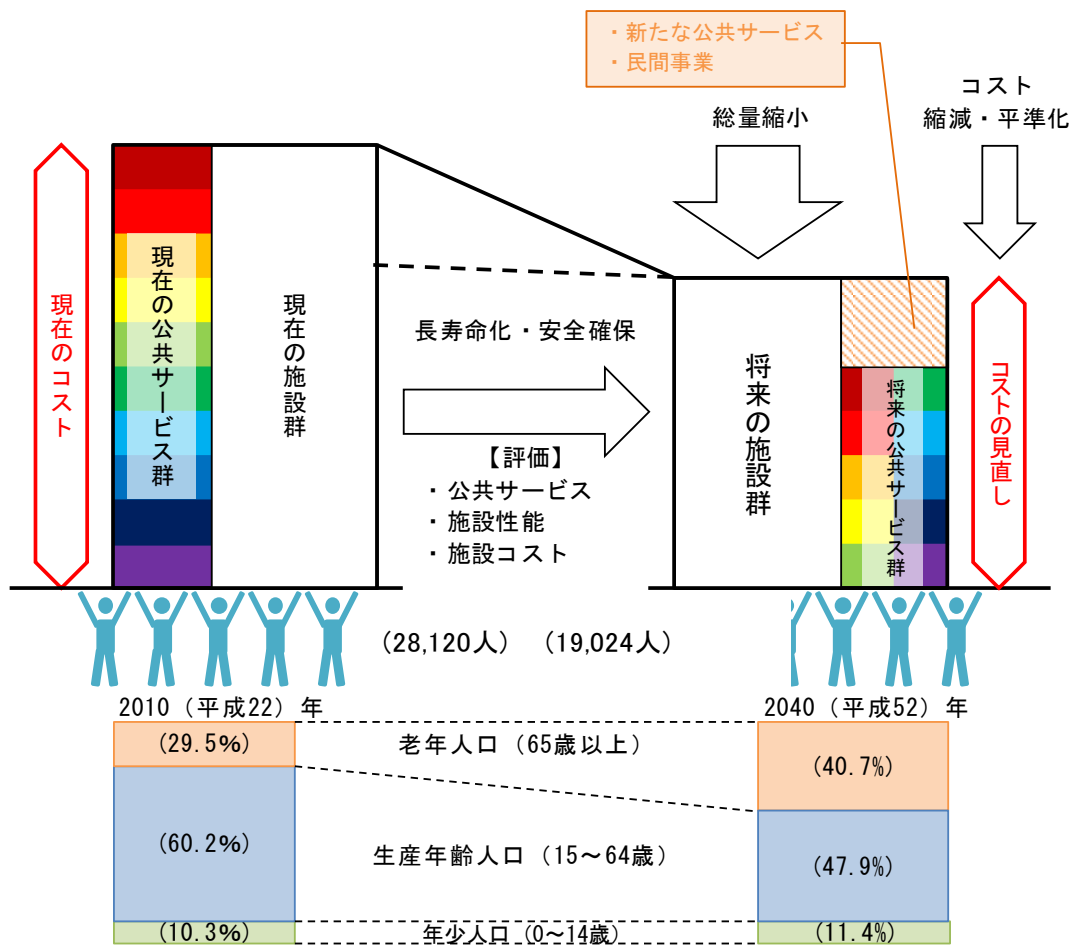 ・新たな公共サービス
・民間事業
総量縮小
コスト
縮減・平準化
現在のコスト
現在の公共サービス群
現在の施設群
長寿命化・安全確保
【評価】
・公共サービス
・施設性能
・施設コスト
将来の施設群
将来の公共サービス群
コストの見直し
(28,120人) (19,024人)
2010(平成22)年
2040(平成52)年
(29.5%)
老年人口(65歳以上)
(40.7%)
(60.2%)
生産年齢人口(15～64歳)
(47.9%)
(10.3%)
年少人口(0～14歳)
(11.4%)